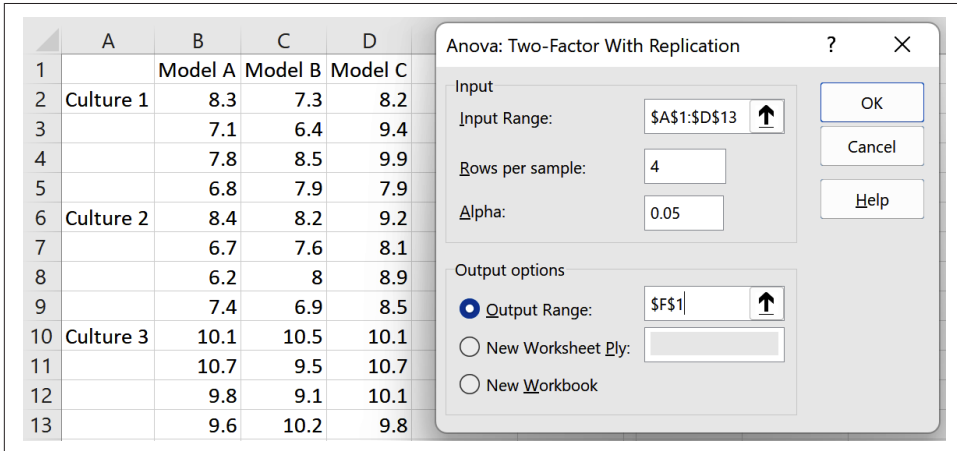 A B C D
1 Model A Model B Model C
2 Culture 1 8.3 7.3 8.2
3 7.1 6.4 9.4
4 7.8 8.5 9.9
5 6.8 7.9 7.9
6 Culture 2 8.4 8.2 9.2
7 6.7 7.6 8.1
8 6.2 8 8.9
9 7.4 6.9 8.5
10 Culture 3 10.1 10.5 10.1
11 10.7 9.5 10.7
12 9.8 9.1 10.1
13 9.6 10.2 9.8
Anova: Two-Factor With Replication ? X
Input
Input Range: $A$1:$D$13
Rows per sample: 4
Alpha: 0.05
OK
Cancel
Help
Output options
Output Range: $F$1
New Worksheet Ply:
New Workbook